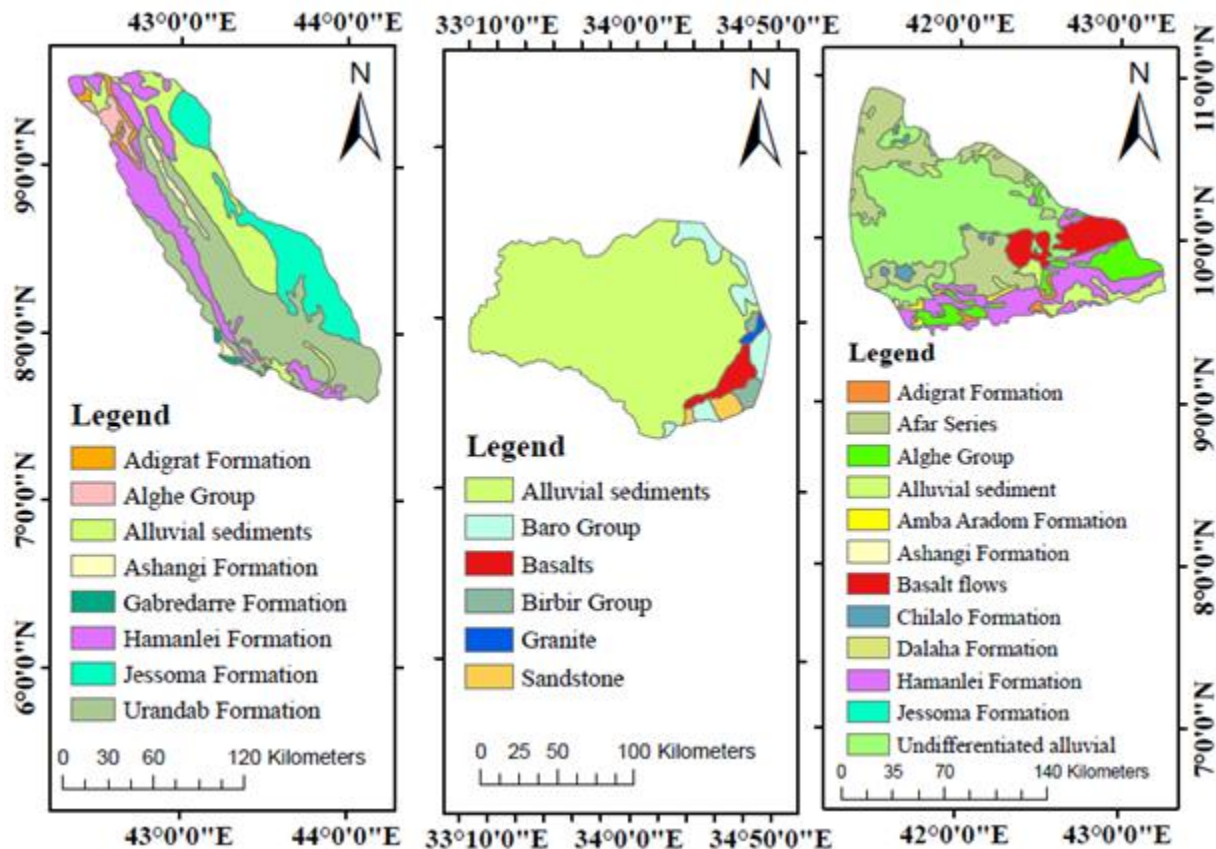 43°0'0"E 44°0'0"E
N
9°0'0"N
8°0'0"N
7°0'0"N
6°0'0"N
Legend
Adigrat Formation
Alghe Group
Alluvial sediments
Ashangi Formation
Gabredarre Formation
Hamanlei Formation
Jessoma Formation
Urandab Formation
0 30 60 120 Kilometers
43°0'0"E 44°0'0"E
33°10'0"E 34°0'0"E 34°50'0"E
N
Legend
Alluvial sediments
Baro Group
Basalts
Birbir Group
Granite
Sandstone
0 25 50 100 Kilometers
33°10'0"E 34°0'0"E 34°50'0"E
42°0'0"E 43°0'0"E
N
11°0'0"N
10°0'0"N
9°0'0"N
8°0'0"N
7°0'0"N
Legend
Adigrat Formation
Afar Series
Alghe Group
Alluvial sediment
Amba Aradom Formation
Ashangi Formation
Basalt flows
Chilalo Formation
Dalaha Formation
Hamanlei Formation
Jessoma Formation
Undifferentiated alluvial
0 35 70 140 Kilometers
42°0'0"E 43°0'0"E